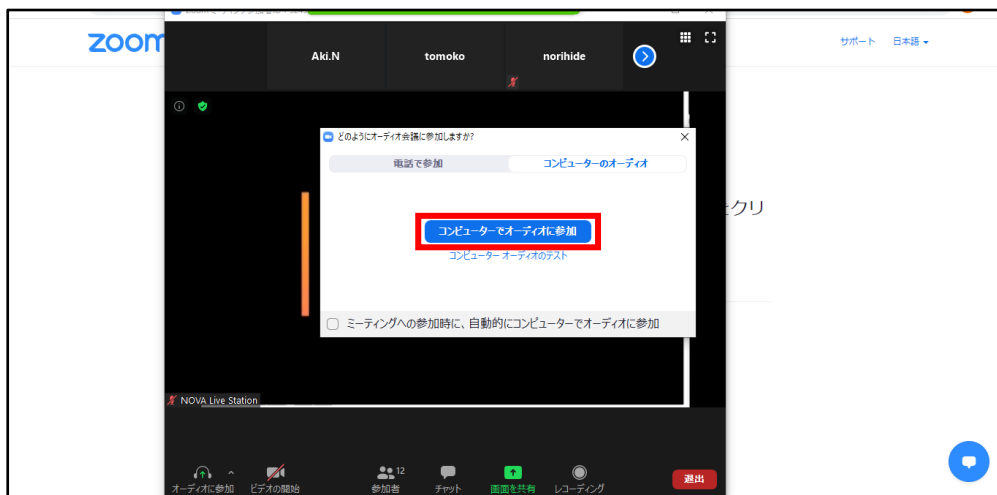 zoom
サポート 日本語
Aki.N tomoko norihide
どのようにオーディオ会議に参加しますか?
電話で参加 コンピューターのオーディオ
クリ
コンピューターでオーディオに参加
コンピューター オーディオのテスト
ミーティングへの参加時に、自動的にコンピューターでオーディオに参加
NOVA Live Station
12
オーディオに参加 ビデオの開始 参加者 チャット 画面を共有 レコーディング 退出